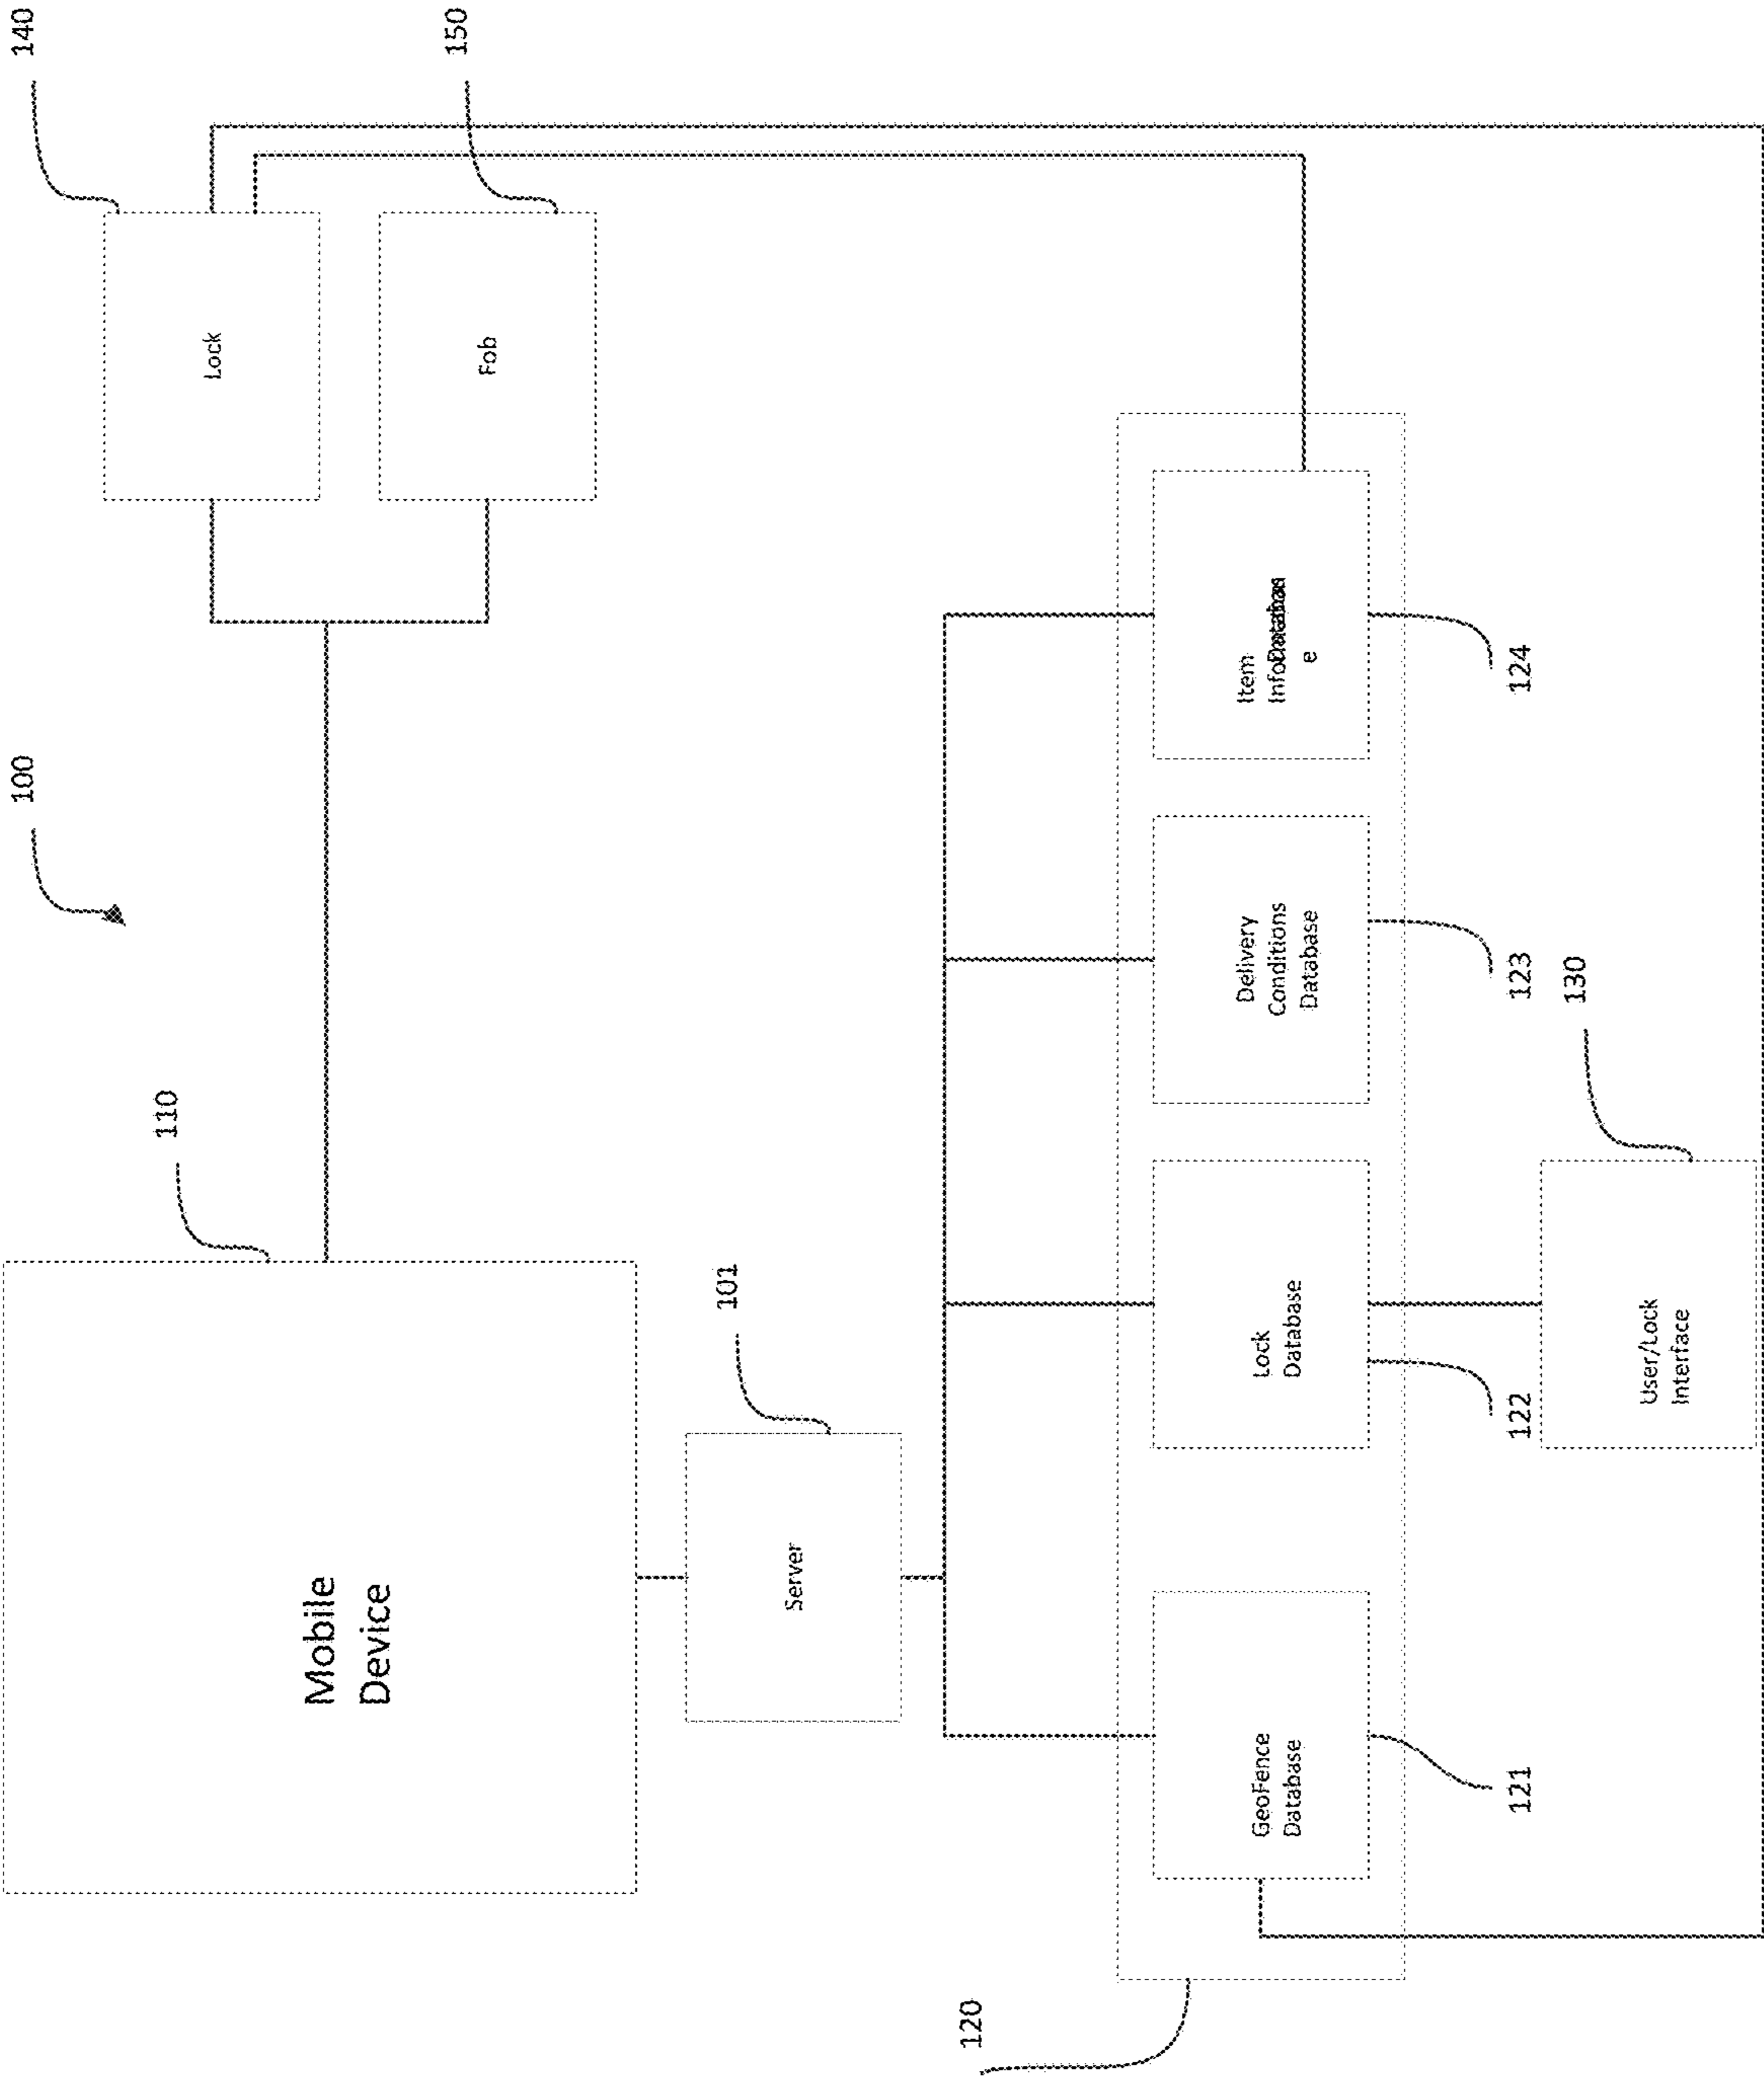 100
140
110
Lock
Mobile
Device
150
Fob
101
Server
120
GeoFence
Database
Lock
Database
Delivery
Conditions
Database
Item
e
121
122
123
124
130
User/Lock
Interface